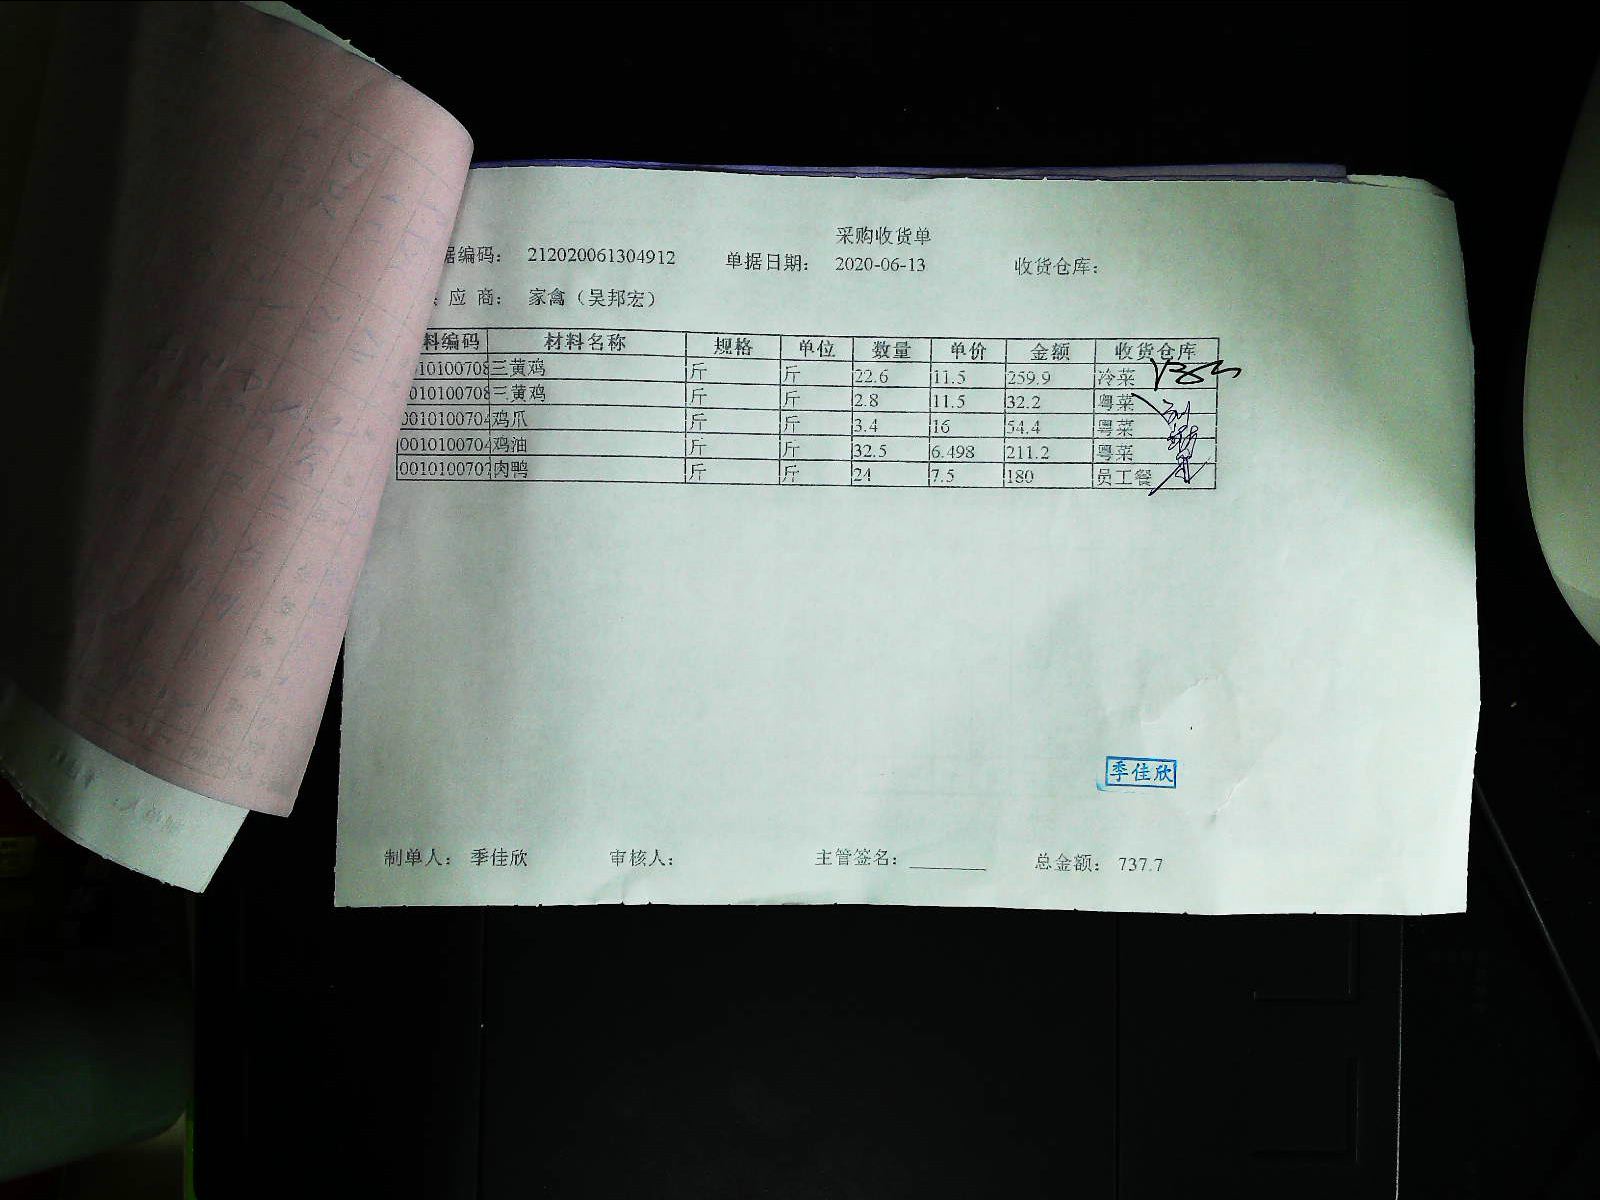 采购收货单
据编码： 212020061304912 单据日期： 2020-06-13 收货仓库：
应 商： 家禽（吴邦宏）
料编码 材料名称 规格 单位 数量 单价 金额 收货仓库
010100708 三黄鸡 斤 斤 22.6 11.5 259.9 冷菜
010100708 三黄鸡 斤 斤 2.8 11.5 32.2 粤菜
0010100704 鸡爪 斤 斤 3.4 16 54.4 粤菜
0010100704 鸡油 斤 斤 32.5 6.498 211.2 粤菜
0010100707 肉鸭 斤 斤 24 7.5 180 员工餐
季佳欣
制单人： 季佳欣 审核人： 主管签名： 总金额： 737.7